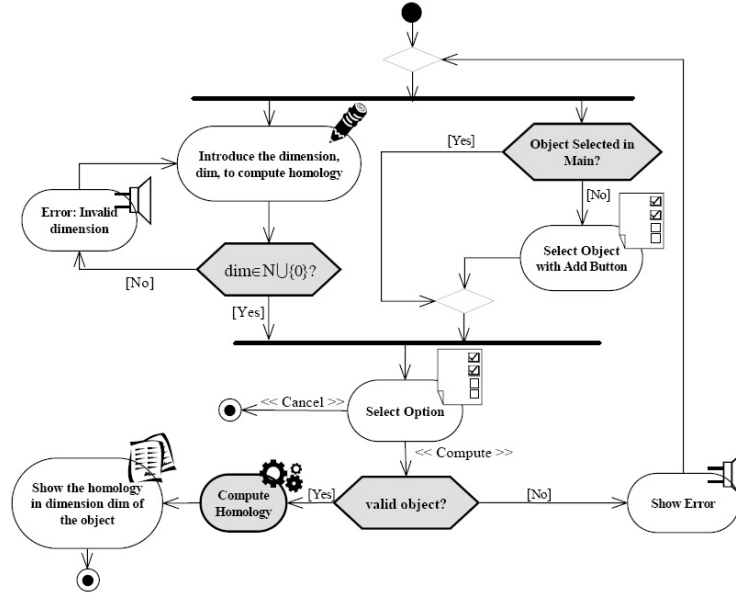 Introduce the dimension,
dim, to compute homology
[Yes]
Object Selected in
Main?
[No]
Error: Invalid
dimension
Select Object
with Add Button
dim∈N∪{0}?
[No]
[Yes]
<< Cancel >>
Select Option
<< Compute >>
Show the homology
in dimension dim of
the object
Compute
Homology
[Yes]
valid object?
[No]
Show Error